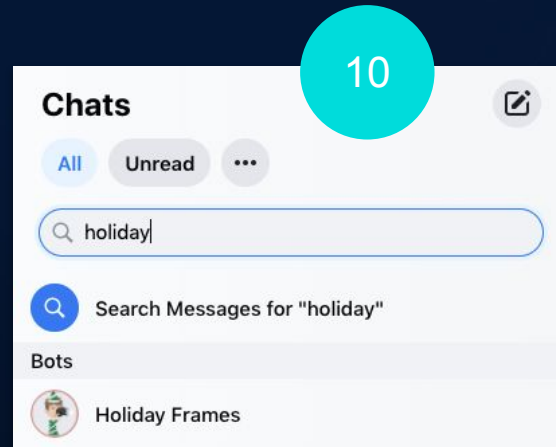 10
Chats
All Unread •••
holiday
Search Messages for "holiday"
Bots
Holiday Frames